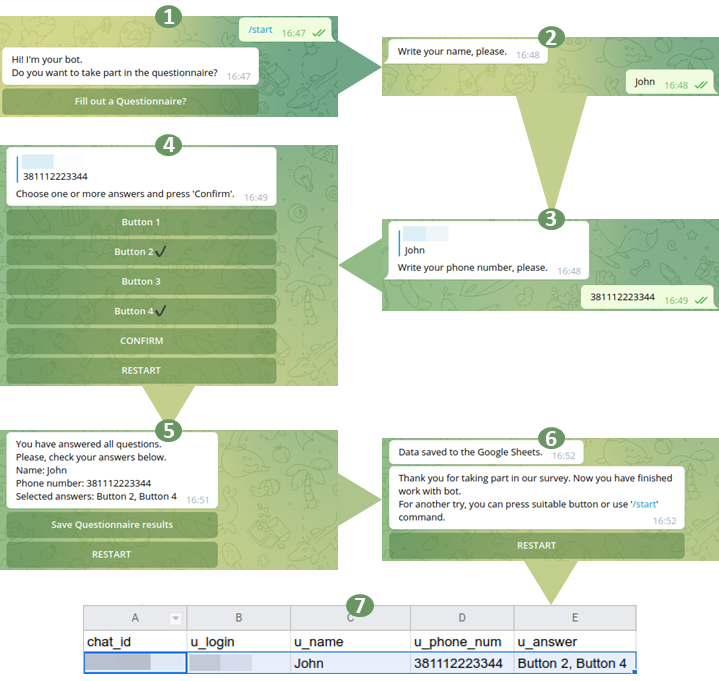 1
/start 16:47
Hi! I'm your bot.
Do you want to take part in the questionnaire? 16:47
Fill out a Questionnaire?
2
Write your name, please. 16:48
John 16:48
3
John
Write your phone number, please. 16:48
381112223344 16:49
4
381112223344
Choose one or more answers and press 'Confirm'. 16:49
Button 1
Button 2✔
Button 3
Button 4✔
CONFIRM
RESTART
5
You have answered all questions.
Please, check your answers below.
Name: John
Phone number: 381112223344
Selected answers: Button 2, Button 4 16:51
Save Questionnaire results
RESTART
6
Data saved to the Google Sheets. 16:52
Thank you for taking part in our survey. Now you have finished
work with bot.
For another try, you can press suitable button or use '/start'
command. 16:52
RESTART
7
A B C D E
chat_id u_login u_name u_phone_num u_answer
John 381112223344 Button 2, Button 4